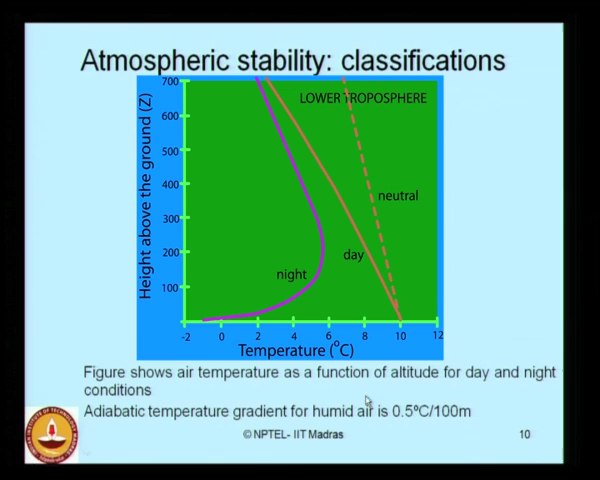 Atmospheric stability: classifications
Height above the ground (Z)
700
600
500
400
300
200
100
LOWER TROPOSPHERE
neutral
day
night
-2 0 2 4 6 8 10 12
Temperature (°C)
Figure shows air temperature as a function of altitude for day and night
conditions
Adiabatic temperature gradient for humid air is 0.5ºC/100m
© NPTEL- IIT Madras
10